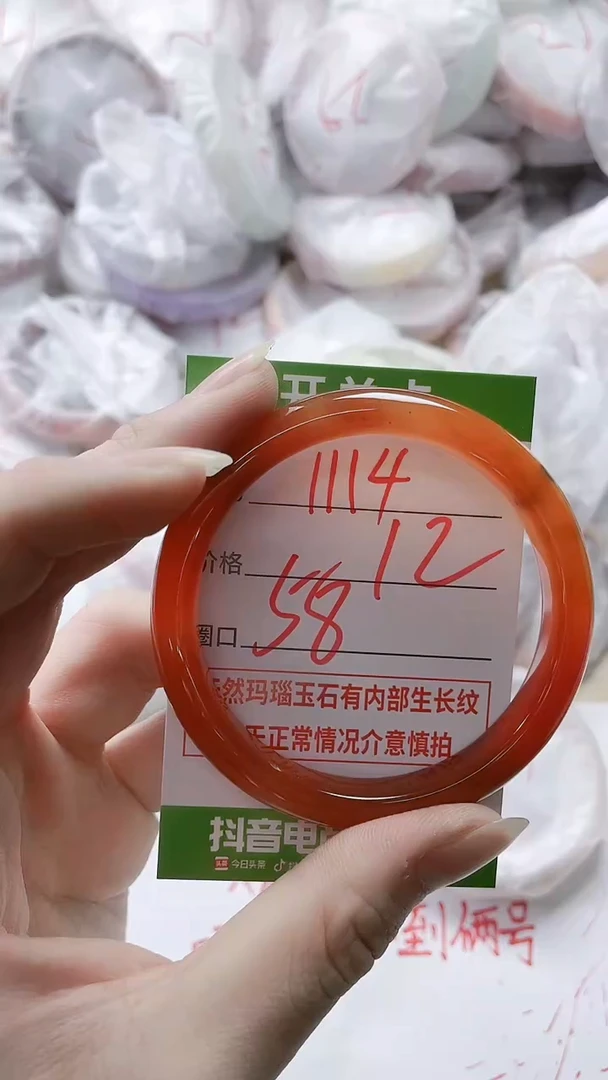 开单卡
1114
价格 12
圈口 58
天然玛瑙玉石有内部生长纹
正常情况介意慎拍
抖音电
今日头条
到俩号